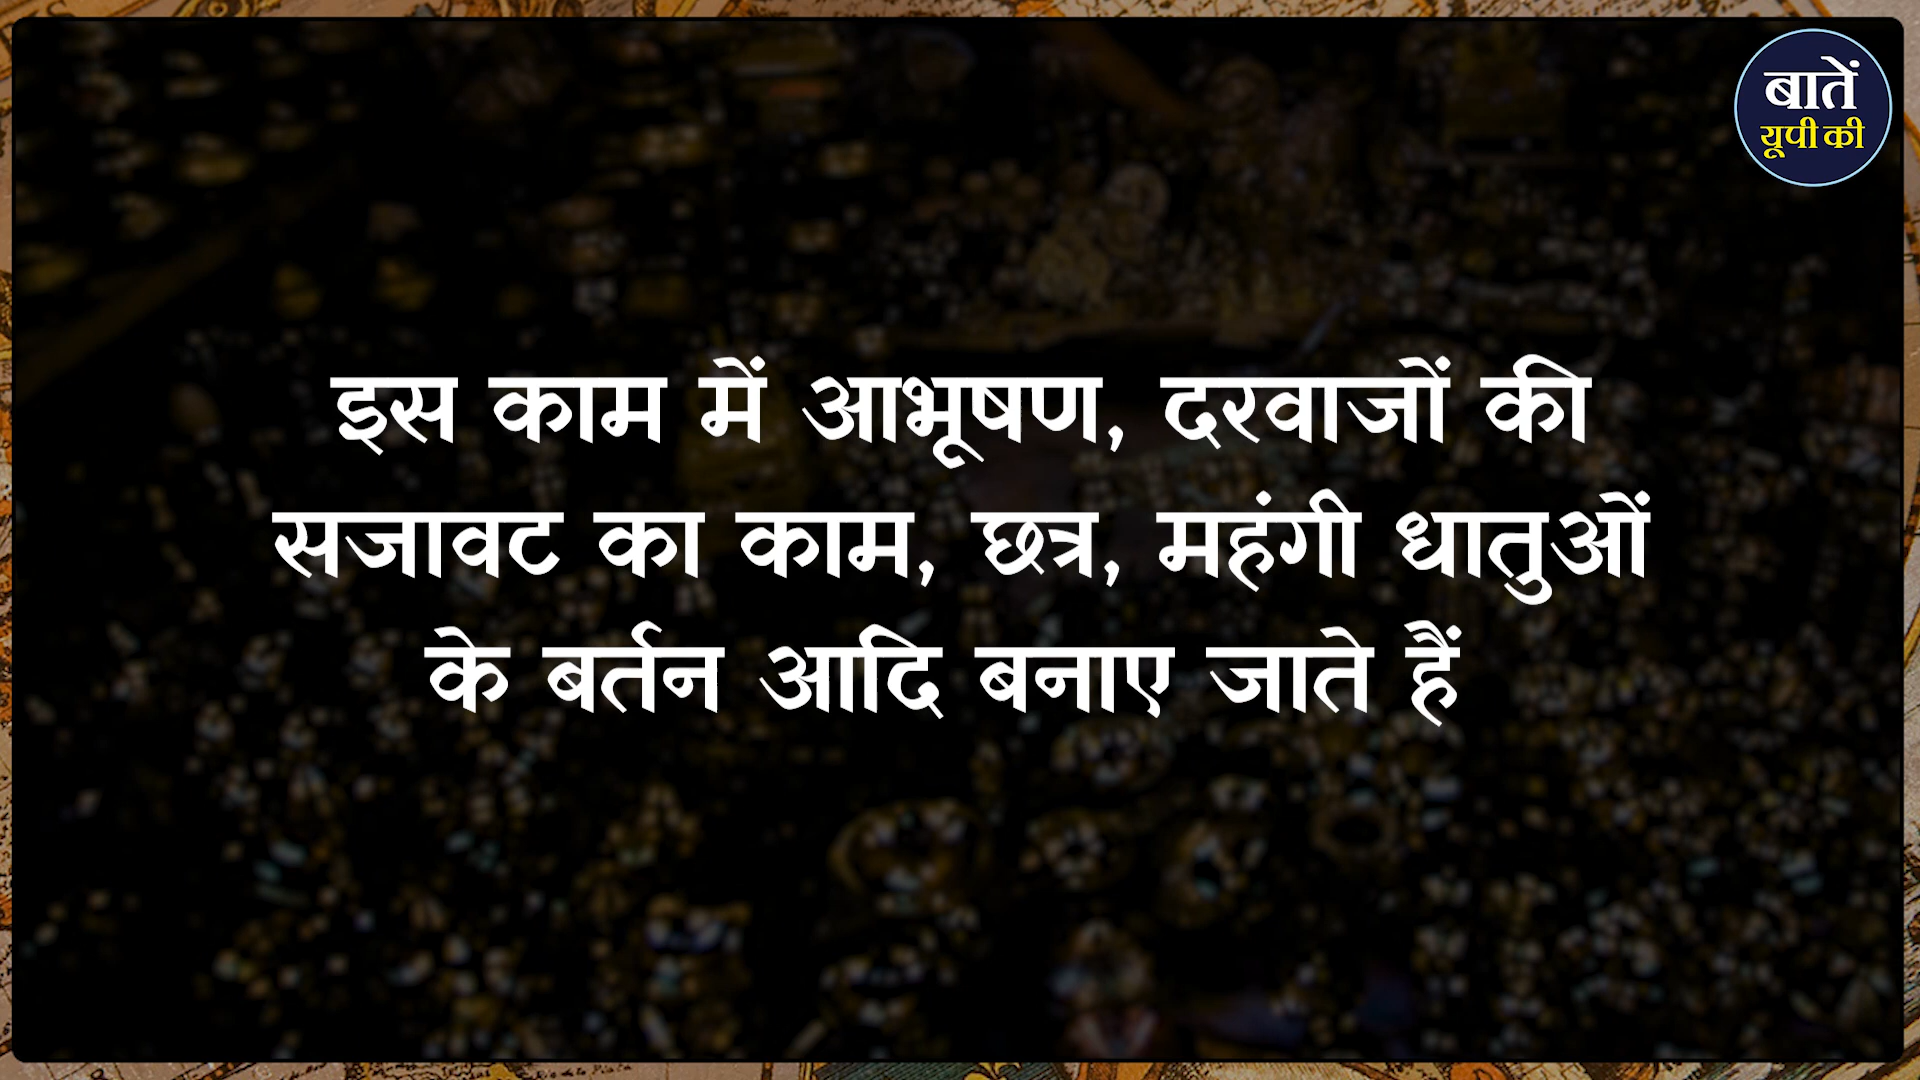 बातें
यूपी की
इस काम में आभूषण, दरवाजों की
सजावट का काम, छत्र, महंगी धातुओं
के बर्तन आदि बनाए जाते हैं